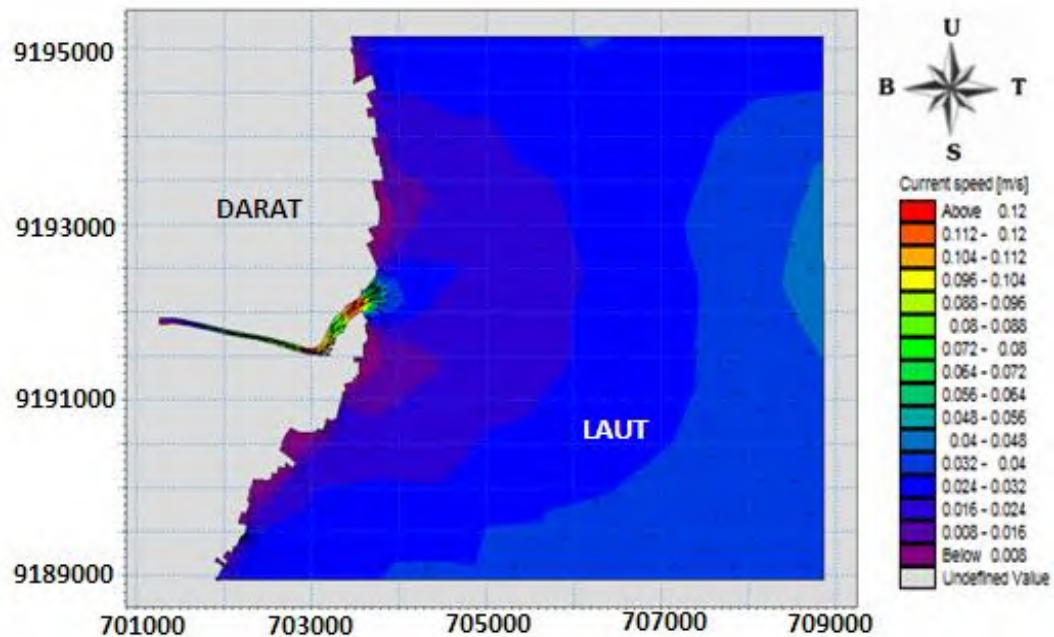 9195000
9193000
9191000
9189000
701000 703000 705000 707000 709000
DARAT
LAUT
U
B T
S
Current speed [m/s]
Above 0.12
0.112 - 0.12
0.104 - 0.112
0.096 - 0.104
0.088 - 0.096
0.08 - 0.088
0.072 - 0.08
0.064 - 0.072
0.056 - 0.064
0.048 - 0.056
0.04 - 0.048
0.032 - 0.04
0.024 - 0.032
0.016 - 0.024
0.008 - 0.016
Below 0.008
Undefined Value